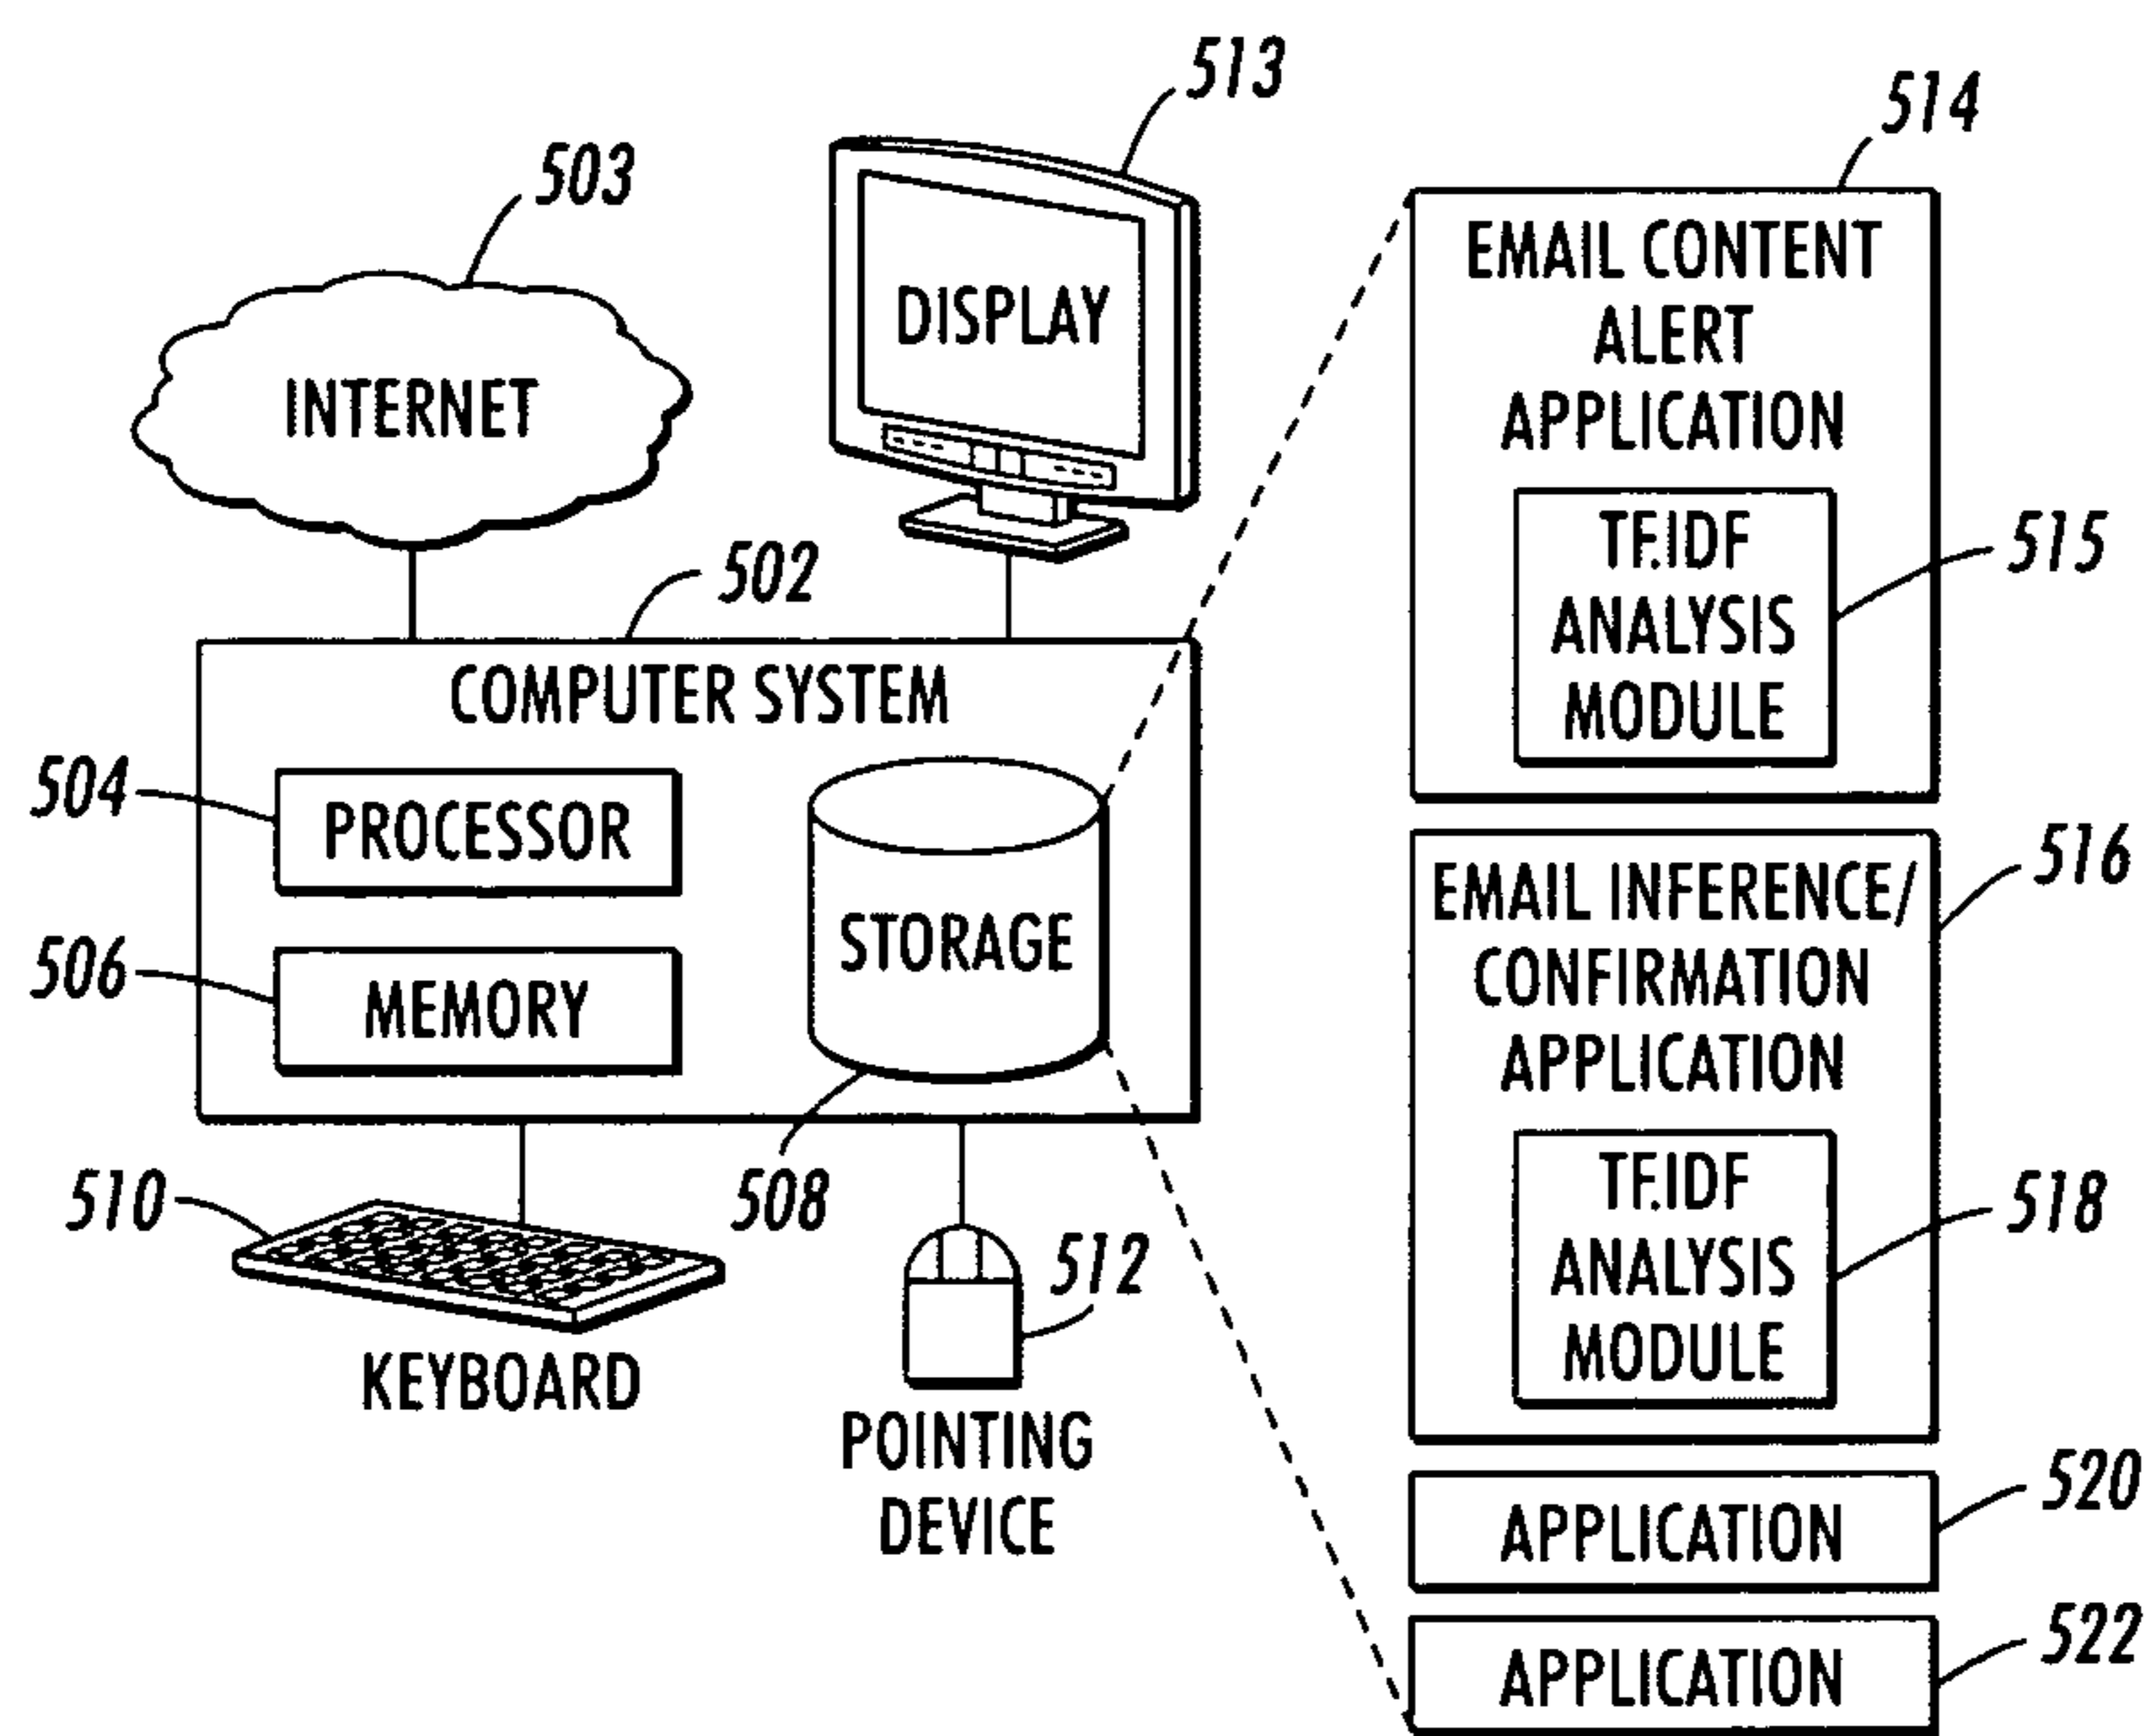 513
514
503
EMAIL CONTENT
ALERT
APPLICATION
DISPLAY
INTERNET
TF.IDF
ANALYSIS
MODULE
515
502
COMPUTER SYSTEM
504
PROCESSOR
STORAGE
506
MEMORY
516
EMAIL INFERENCE/
CONFIRMATION
APPLICATION
TF.IDF
ANALYSIS
MODULE
518
510
508
512
KEYBOARD
POINTING
DEVICE
520
APPLICATION
522
APPLICATION